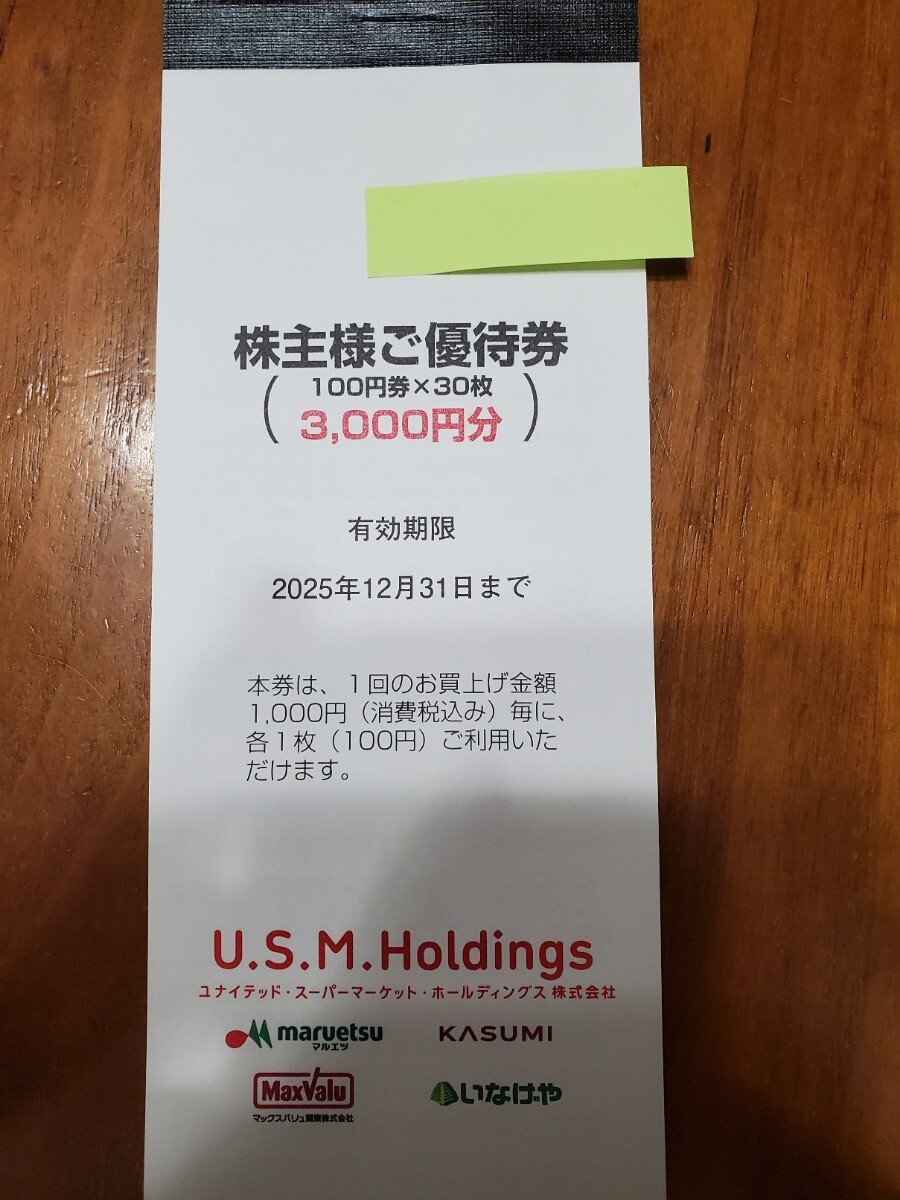 株主様ご優待券
(100円券×30枚
3,000円分)
有効期限
2025年12月31日まで
本券は、1回のお買上げ金額
1,000円（消費税込み）毎に、
各1枚（100円）ご利用いた
だけます。
U.S.M.Holdings
ユナイテッド・スーパーマーケット・ホールディングス 株式会社
maruetsu
マルエツ
KASUMI
MaxValu
マックスバリュ関東株式会社
いなげや